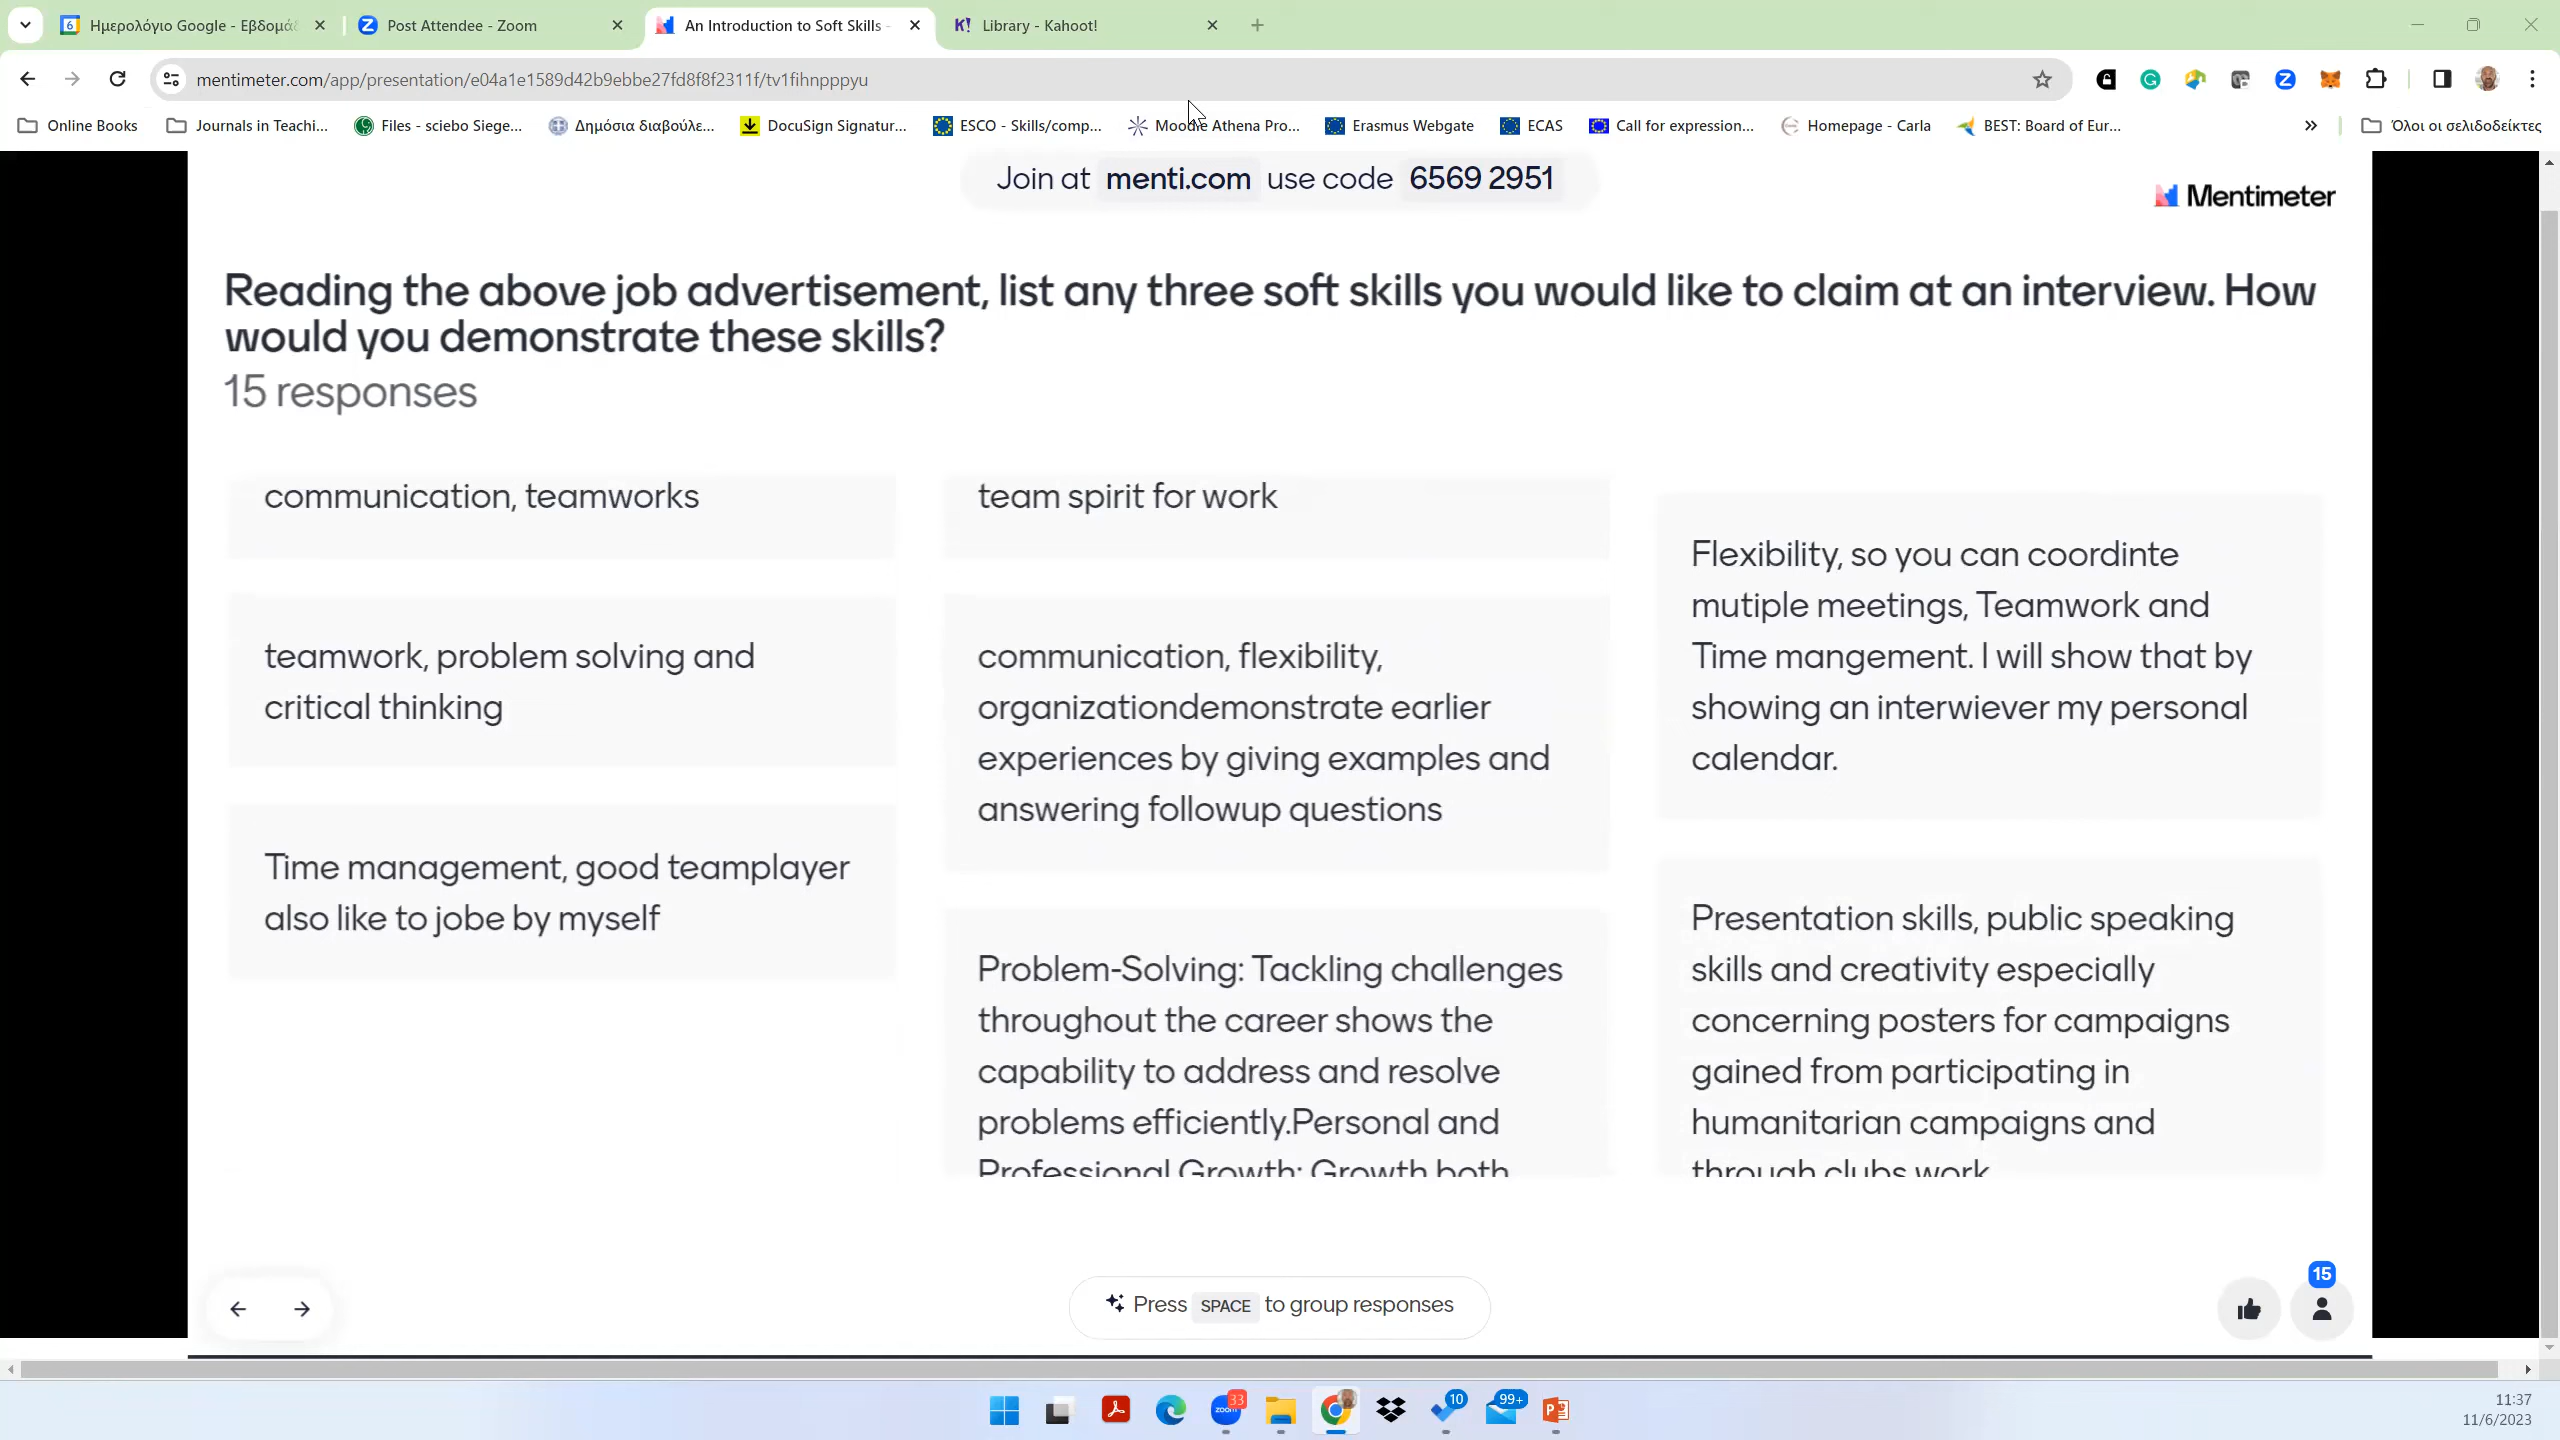 Ημερολόγιο Google - Εβδομάδ
Post Attendee - Zoom
An Introduction to Soft Skills -
K! Library - Kahoot!
mentimeter.com/app/presentation/e04a1e1589d42b9ebbe27fd8f8f2311f/tv1fihnpppyu
Online Books
Journals in Teachi...
Files - sciebo Siege...
Δημόσια διαβούλε...
DocuSign Signatur...
ESCO - Skills/comp...
Moodle Athena Pro...
Erasmus Webgate
ECAS
Call for expression...
Homepage - Carla
BEST: Board of Eur...
Όλοι οι σελιδοδείκτες
Join at menti.com use code 6569 2951
Mentimeter
Reading the above job advertisement, list any three soft skills you would like to claim at an interview. How
would you demonstrate these skills?
15 responses
communication, teamworks
teamwork, problem solving and
critical thinking
Time management, good teamplayer
also like to jobe by myself
team spirit for work
communication, flexibility,
organizationdemonstrate earlier
experiences by giving examples and
answering followup questions
Problem-Solving: Tackling challenges
throughout the career shows the
capability to address and resolve
problems efficiently.Personal and
Professional Growth: Growth both
Flexibility, so you can coordinte
mutiple meetings, Teamwork and
Time mangement. I will show that by
showing an interwiever my personal
calendar.
Presentation skills, public speaking
skills and creativity especially
concerning posters for campaigns
gained from participating in
humanitarian campaigns and
through clubs work
Press SPACE to group responses
15
zoom
33
10
99+
11:37
11/6/2023